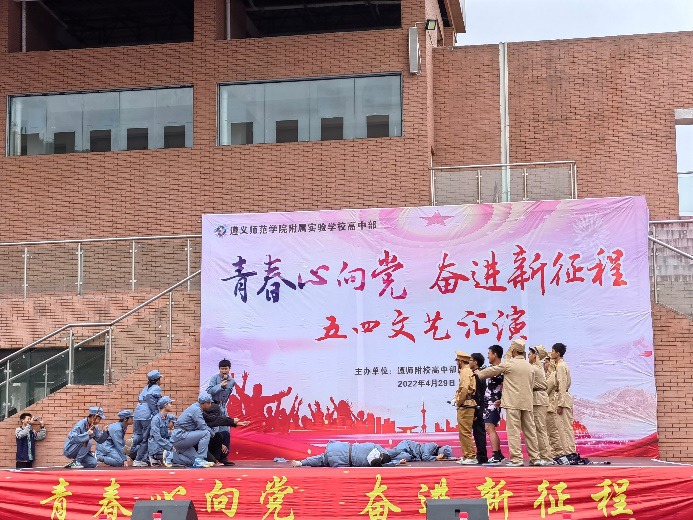 遵义师范学院附属实验学校高中部
青春心向党 奋进新征程
五四文艺汇演
主办单位：遵师附校高中部
2022年4月29日
青春心向党 奋进新征程